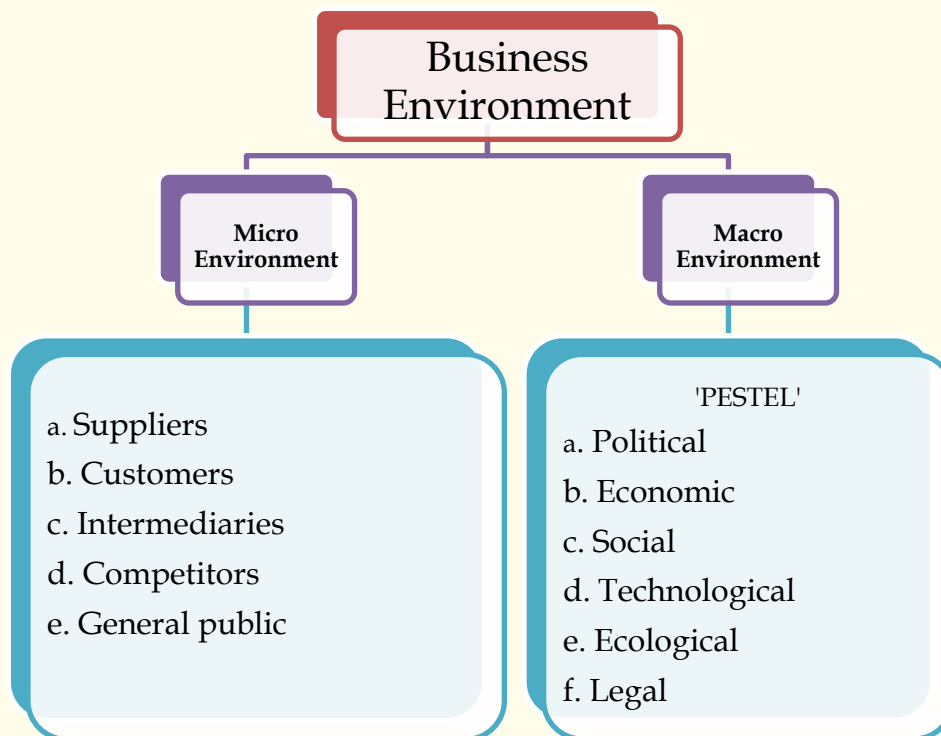 Business
Environment
Micro
Environment
Macro
Environment
a. Suppliers
b. Customers
c. Intermediaries
d. Competitors
e. General public
'PESTEL'
a. Political
b. Economic
c. Social
d. Technological
e. Ecological
f. Legal